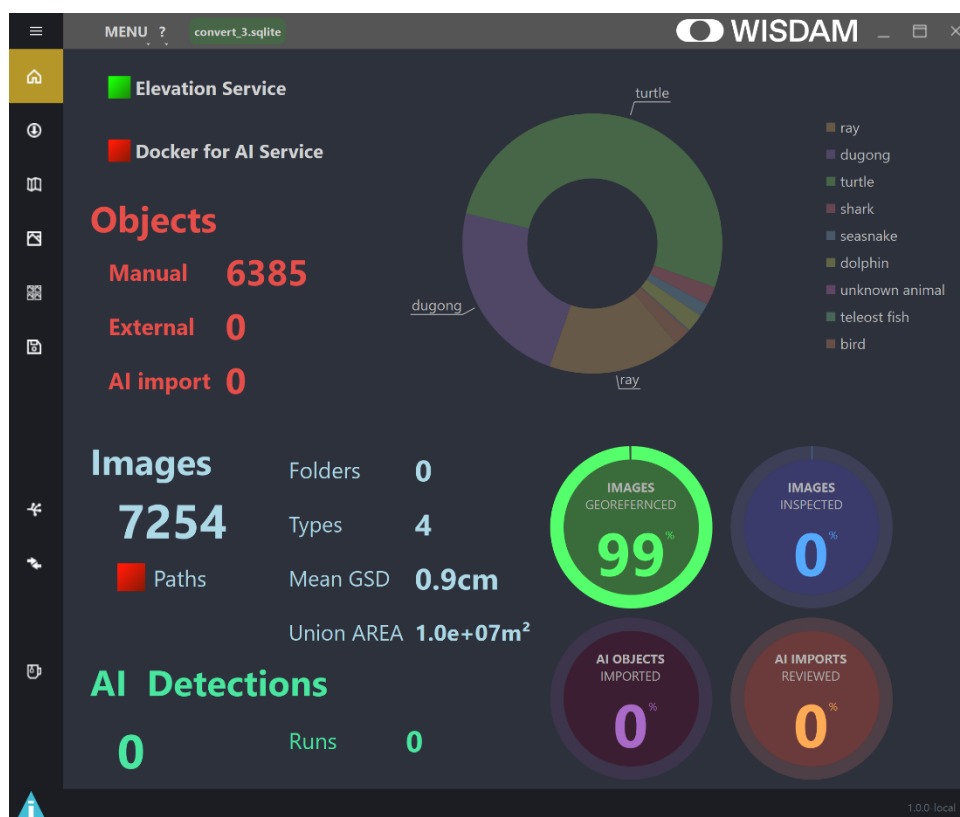 MENU ? convert_3.sqlite WISDAM
Elevation Service
Docker for AI Service
Objects
Manual 6385
External 0
AI import 0
turtle
dugong
ray
ray
dugong
turtle
shark
seasnake
dolphin
unknown animal
teleost fish
bird
Images
7254
Paths
Folders 0
Types 4
Mean GSD 0.9cm
Union AREA 1.0e+07m²
IMAGES
GEOREFERNCED
99%
IMAGES
INSPECTED
0%
AI OBJECTS
IMPORTED
0%
AI IMPORTS
REVIEWED
0%
AI Detections
0
Runs 0
1.0.0 local